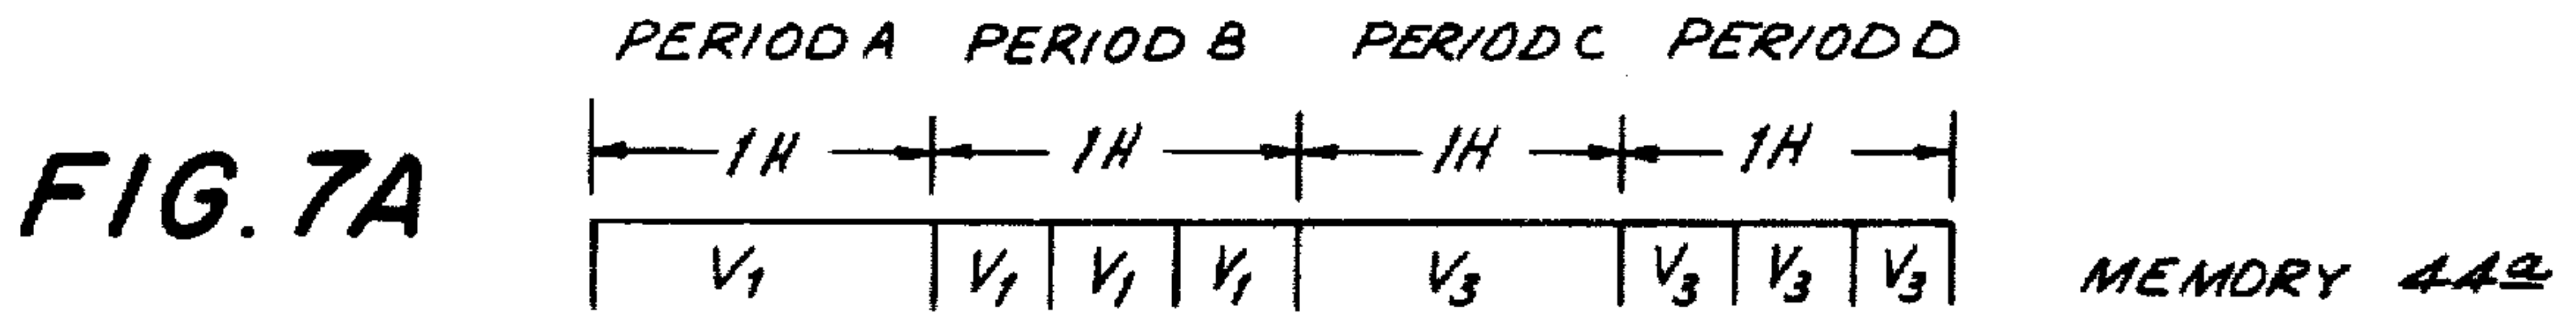 PERIOD A PERIOD B PERIOD C PERIOD D
1H 1H 1H 1H
FIG. 7A
V1 V1 V1 V1 V3 V3 V3 V3 MEMORY 44a